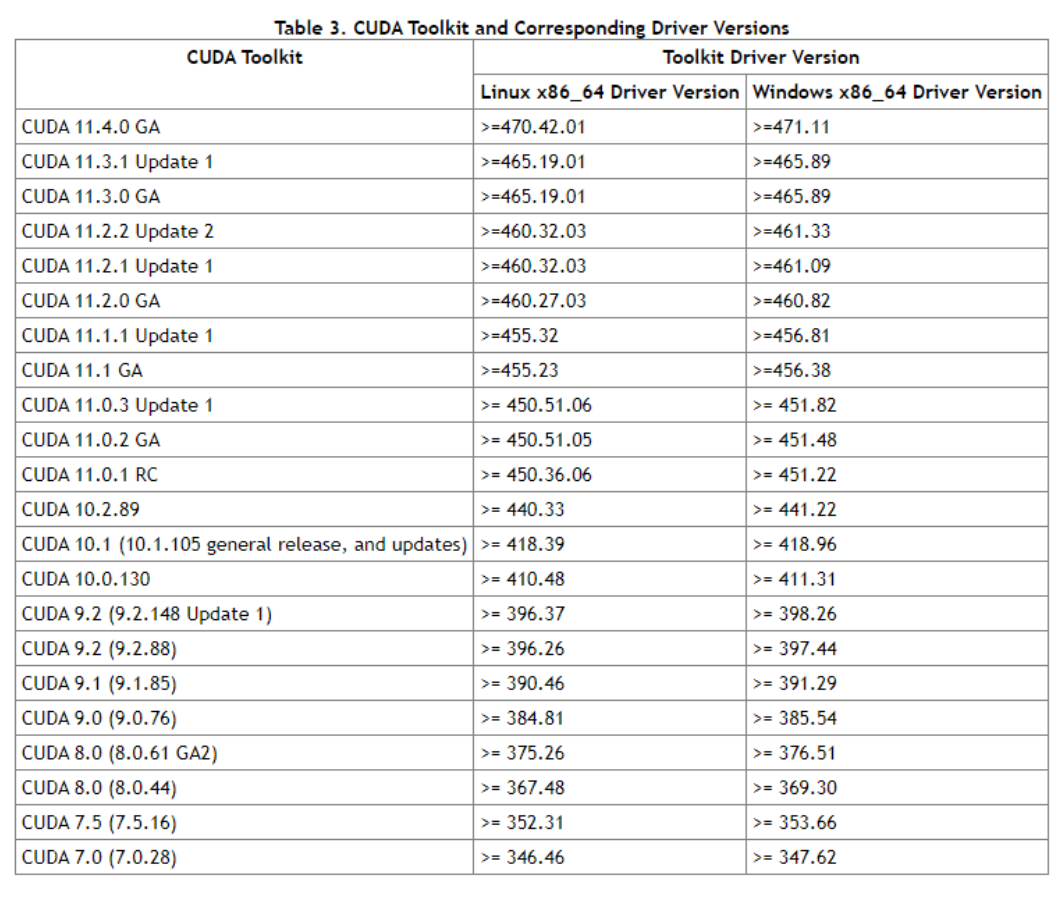 Table 3. CUDA Toolkit and Corresponding Driver Versions
CUDA Toolkit Toolkit Driver Version
Linux x86_64 Driver Version Windows x86_64 Driver Version
CUDA 11.4.0 GA >=470.42.01 >=471.11
CUDA 11.3.1 Update 1 >=465.19.01 >=465.89
CUDA 11.3.0 GA >=465.19.01 >=465.89
CUDA 11.2.2 Update 2 >=460.32.03 >=461.33
CUDA 11.2.1 Update 1 >=460.32.03 >=461.09
CUDA 11.2.0 GA >=460.27.03 >=460.82
CUDA 11.1.1 Update 1 >=455.32 >=456.81
CUDA 11.1 GA >=455.23 >=456.38
CUDA 11.0.3 Update 1 >= 450.51.06 >= 451.82
CUDA 11.0.2 GA >= 450.51.05 >= 451.48
CUDA 11.0.1 RC >= 450.36.06 >= 451.22
CUDA 10.2.89 >= 440.33 >= 441.22
CUDA 10.1 (10.1.105 general release, and updates) >= 418.39 >= 418.96
CUDA 10.0.130 >= 410.48 >= 411.31
CUDA 9.2 (9.2.148 Update 1) >= 396.37 >= 398.26
CUDA 9.2 (9.2.88) >= 396.26 >= 397.44
CUDA 9.1 (9.1.85) >= 390.46 >= 391.29
CUDA 9.0 (9.0.76) >= 384.81 >= 385.54
CUDA 8.0 (8.0.61 GA2) >= 375.26 >= 376.51
CUDA 8.0 (8.0.44) >= 367.48 >= 369.30
CUDA 7.5 (7.5.16) >= 352.31 >= 353.66
CUDA 7.0 (7.0.28) >= 346.46 >= 347.62